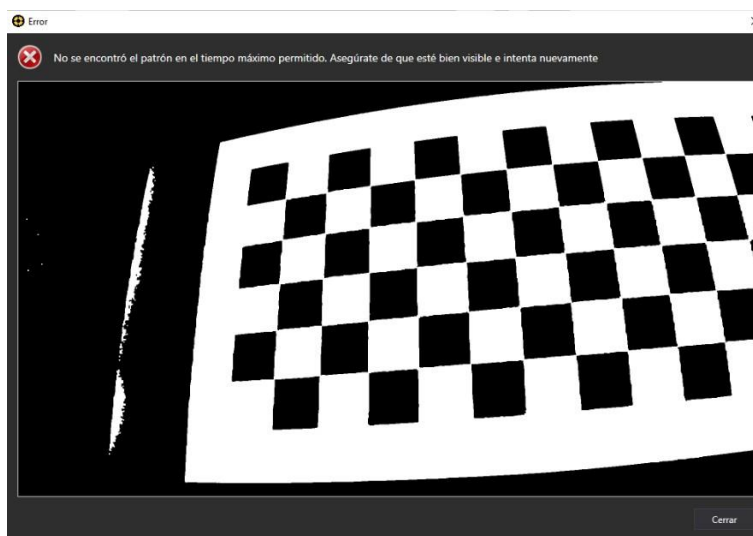 Error
No se encontró el patrón en el tiempo máximo permitido. Asegúrate de que esté bien visible e intenta nuevamente
Cerrar